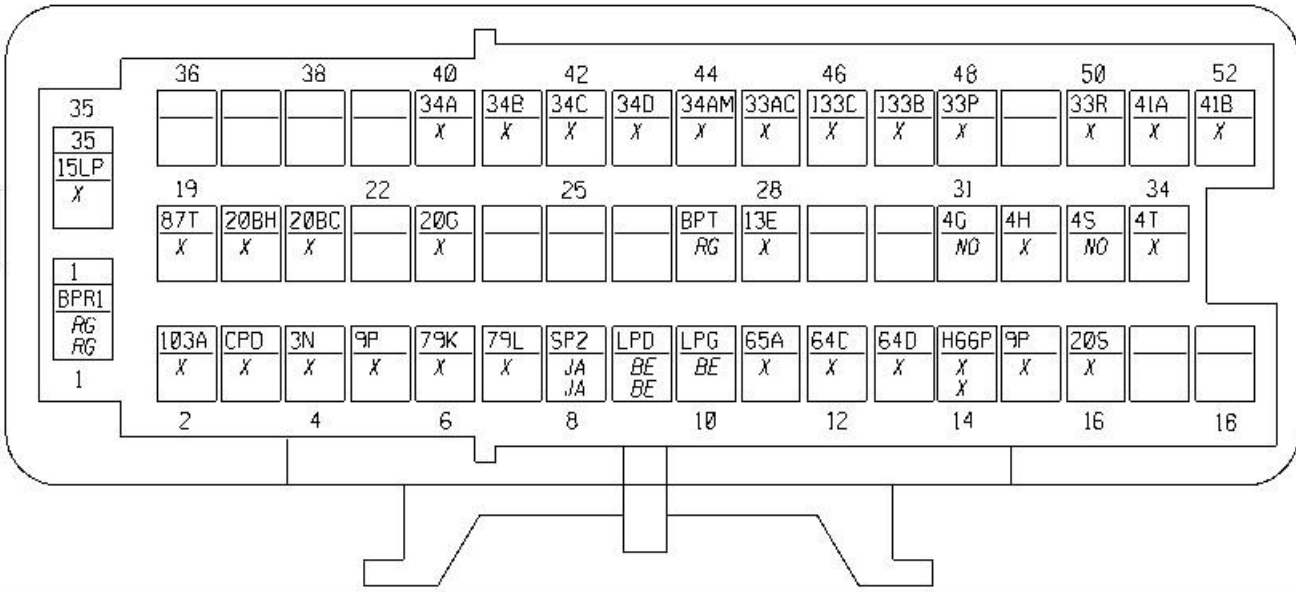 36 38 40 42 44 46 48 50 52
35
35
15LP
X
34A 34B 34C 34D 34AM 33AC 133C 133B 33P 33R 41A 41B
X X X X X X X X X X X X
19 22 25 28 31 34
87T 20BH 20BC 20G BPT 13E 4G 4H 4S 4T
X X X X RG X NO X NO X
1
BPR1
RG
RG
1
103A CPD 3N 9P 79K 79L SP2 LPD LPG 65A 64C 64D H66P 9P 20S
X X X X X X JA BE BE X X X X X X
JA BE X
2 4 6 8 10 12 14 16 16